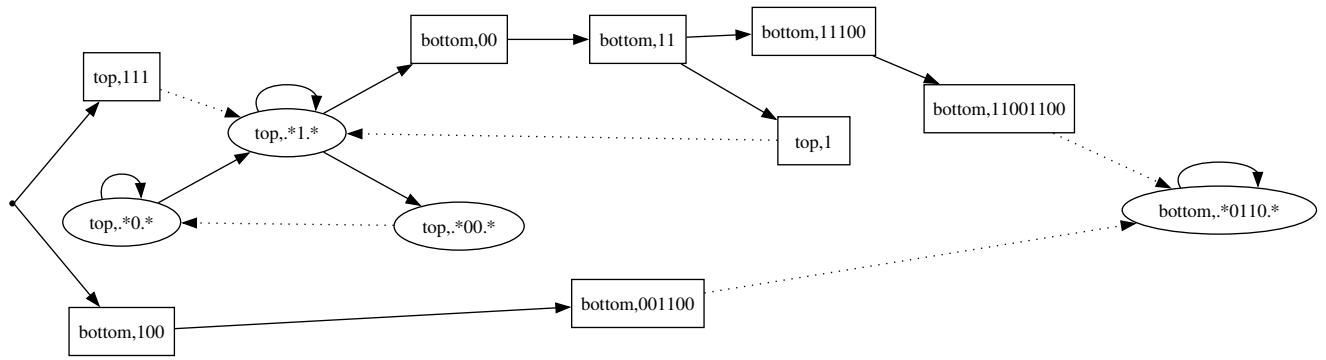 bottom,00
bottom,11
bottom,11100
top,111
bottom,11001100
top,.*1.*
top,1
top,.*0.*
top,.*00.*
bottom,.*0110.*
bottom,001100
bottom,100